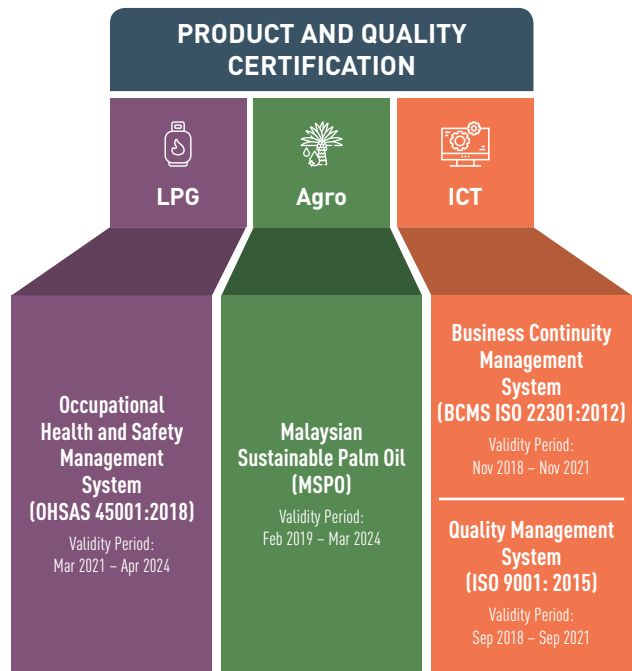 PRODUCT AND QUALITY
CERTIFICATION
LPG
Agro
ICT
Occupational
Health and Safety
Management
System
(OHSAS 45001:2018)
Validity Period:
Mar 2021 – Apr 2024
Malaysian
Sustainable Palm Oil
(MSPO)
Validity Period:
Feb 2019 – Mar 2024
Business Continuity
Management
System
(BCMS ISO 22301:2012)
Validity Period:
Nov 2018 – Nov 2021
Quality Management
System
(ISO 9001: 2015)
Validity Period:
Sep 2018 – Sep 2021